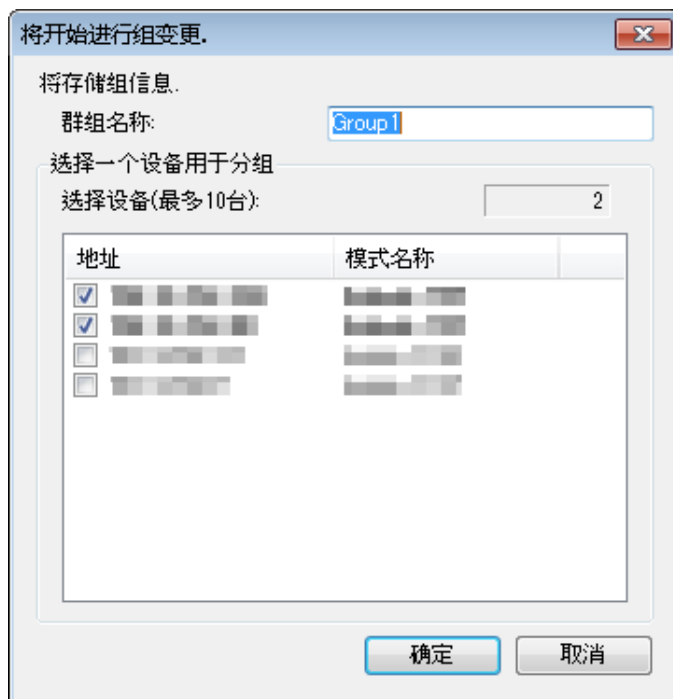 将开始进行组变更.
将存储组信息.
群组名称: Group1
选择一个设备用于分组
选择设备(最多10台): 2
地址 模式名称
确定 取消